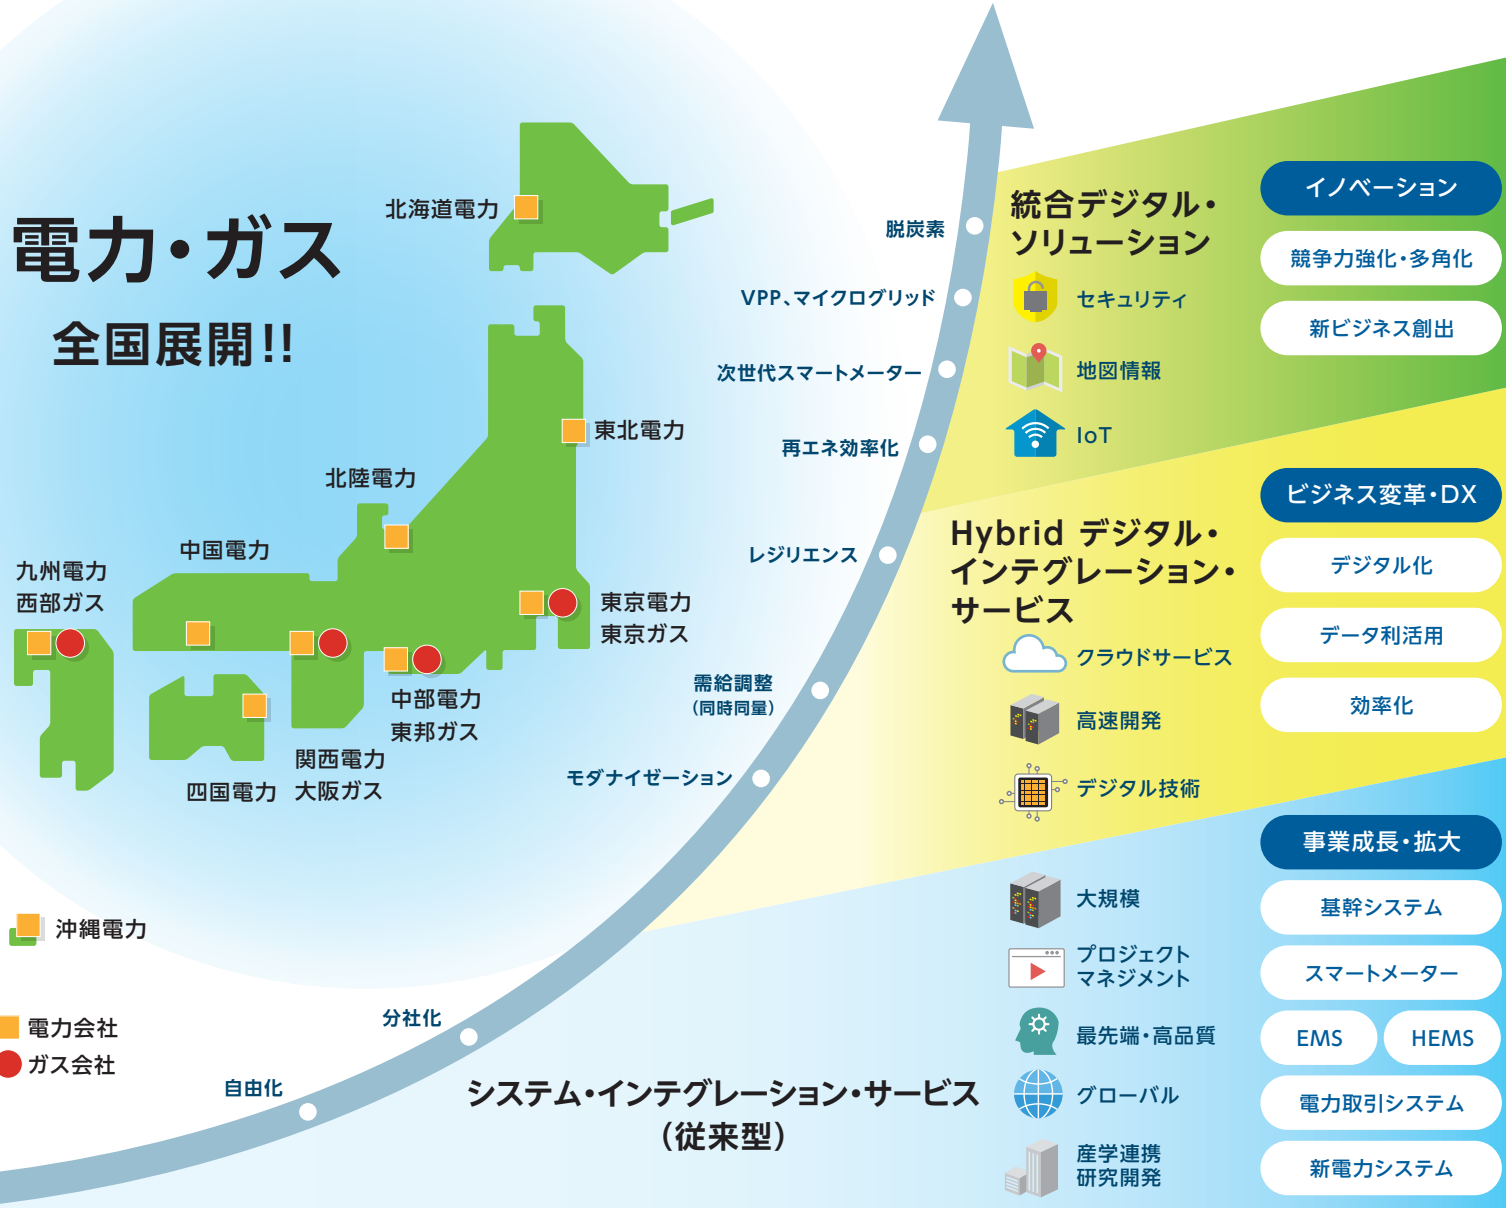 電力・ガス
全国展開!!
北海道電力
東北電力
北陸電力
中国電力
九州電力
西部ガス
東京電力
東京ガス
中部電力
東邦ガス
関西電力
大阪ガス
四国電力
沖縄電力
電力会社
ガス会社
脱炭素
VPP、マイクログリッド
次世代スマートメーター
再エネ効率化
レジリエンス
需給調整
(同時同量)
モダナイゼーション
分社化
自由化
統合デジタル・
ソリューション
セキュリティ
地図情報
IoT
イノベーション
競争力強化・多角化
新ビジネス創出
Hybrid デジタル・
インテグレーション・
サービス
クラウドサービス
高速開発
デジタル技術
ビジネス変革・DX
デジタル化
データ利活用
効率化
システム・インテグレーション・サービス
(従来型)
大規模
プロジェクト
マネジメント
最先端・高品質
グローバル
産学連携
研究開発
事業成長・拡大
基幹システム
スマートメーター
EMS
HEMS
電力取引システム
新電力システム